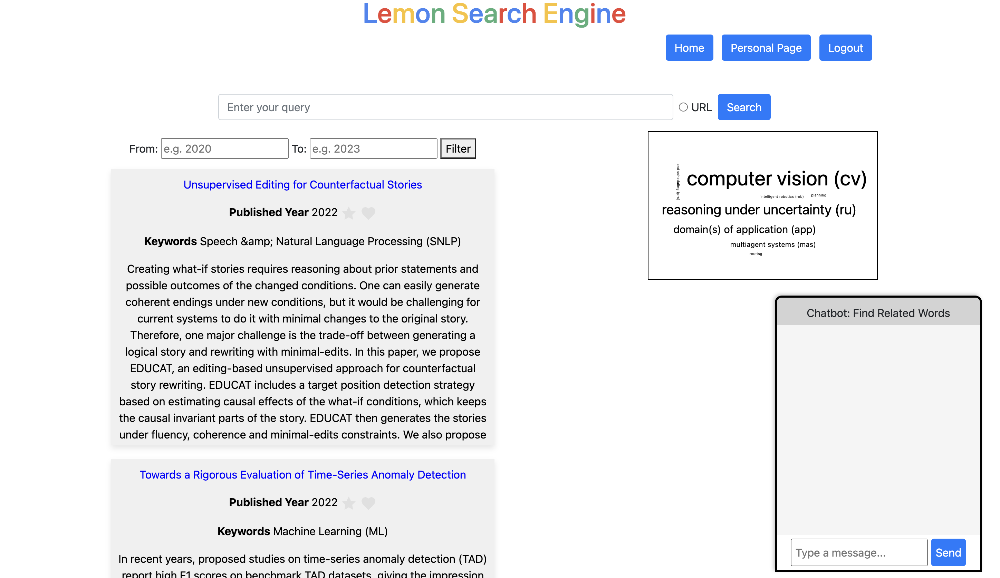 Lemon Search Engine
Home Personal Page Logout
Enter your query URL Search
From: e.g. 2020 To: e.g. 2023 Filter
Unsupervised Editing for Counterfactual Stories
Published Year 2022
Keywords Speech &amp; Natural Language Processing (SNLP)
Creating what-if stories requires reasoning about prior statements and
possible outcomes of the changed conditions. One can easily generate
coherent endings under new conditions, but it would be challenging for
current systems to do it with minimal changes to the original story.
Therefore, one major challenge is the trade-off between generating a
logical story and rewriting with minimal-edits. In this paper, we propose
EDUCAT, an editing-based unsupervised approach for counterfactual
story rewriting. EDUCAT includes a target position detection strategy
based on estimating causal effects of the what-if conditions, which keeps
the causal invariant parts of the story. EDUCAT then generates the stories
under fluency, coherence and minimal-edits constraints. We also propose
Towards a Rigorous Evaluation of Time-Series Anomaly Detection
Published Year 2022
Keywords Machine Learning (ML)
In recent years, proposed studies on time-series anomaly detection (TAD)
report high F1 scores on benchmark TAD datasets, giving the impression
and scheduling (prs)
computer vision (cv)
intelligent robotics (rob)
planning
reasoning under uncertainty (ru)
domain(s) of application (app)
multiagent systems (mas)
routing
Chatbot: Find Related Words
Type a message... Send